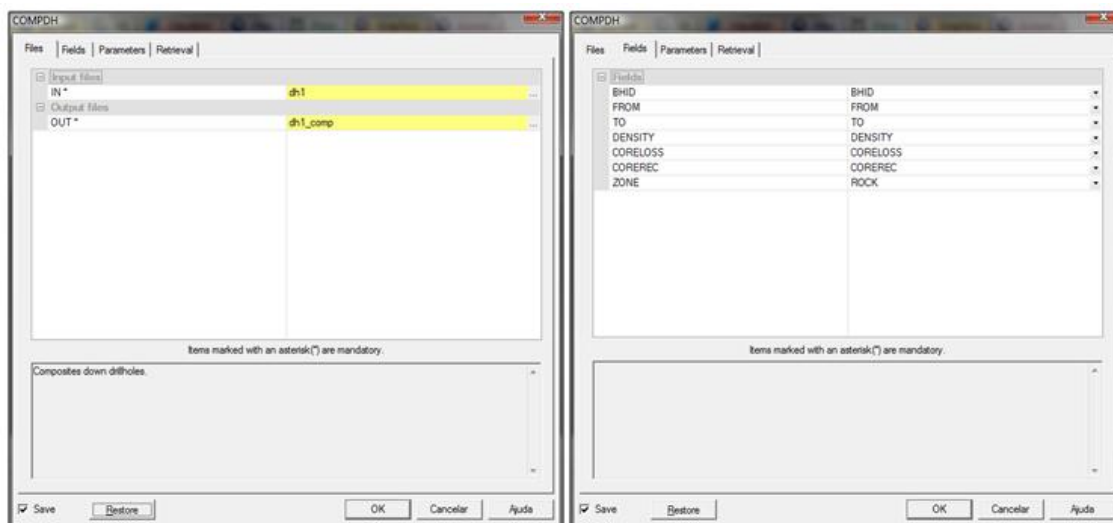 COMPDH
Files Fields Parameters Retrieval
Input files
IN * dh1 ...
Output files
OUT * dh1_comp ...
Items marked with an asterisk(*) are mandatory.
Composites down drillholes.
Save Restore OK Cancelar Ajuda
COMPDH
Files Fields Parameters Retrieval
Fields
BHID BHID
FROM FROM
TO TO
DENSITY DENSITY
CORELOSS CORELOSS
COREREC COREREC
ZONE ROCK
Items marked with an asterisk(*) are mandatory.
Save Restore OK Cancelar Ajuda